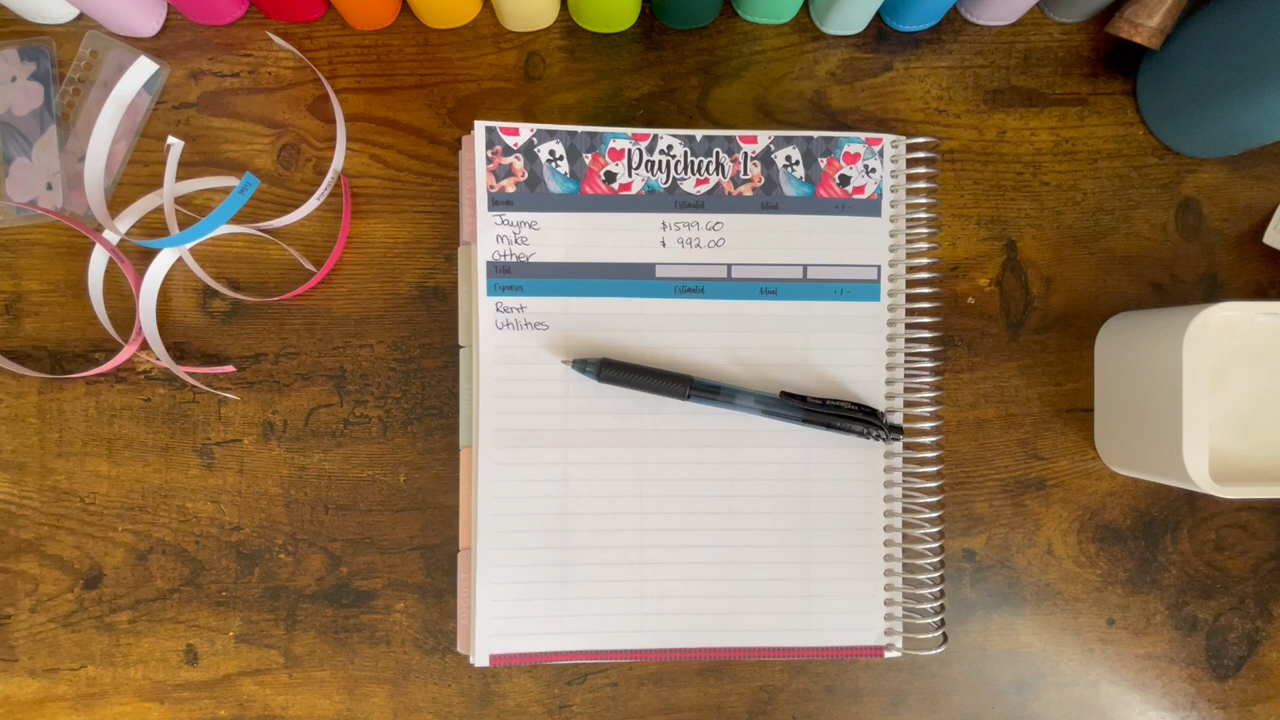 Paycheck 1
Income Estimated Actual +/-
Jayme $1599.60
Mike $ 992.00
Other
Total
Expenses Estimated Actual +/-
Rent
Utilities